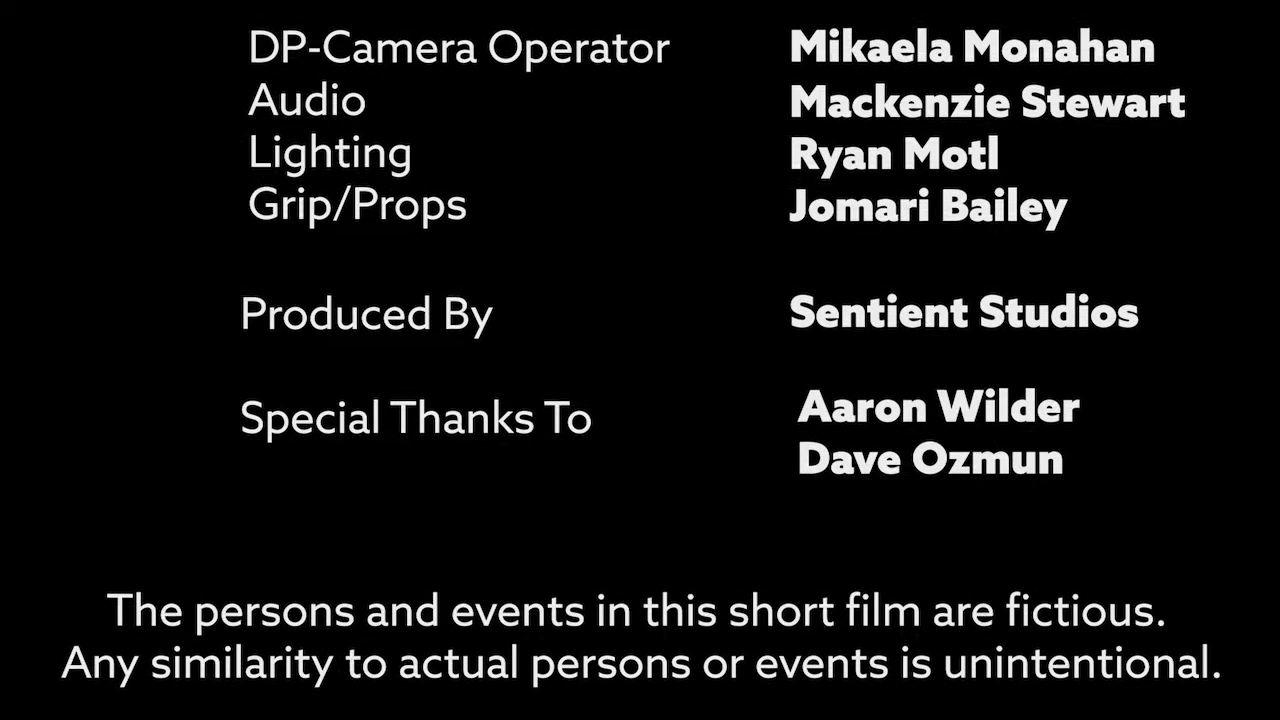 DP-Camera Operator Mikaela Monahan
Audio Mackenzie Stewart
Lighting Ryan Motl
Grip/Props Jomari Bailey
Produced By Sentient Studios
Special Thanks To Aaron Wilder
Dave Ozmun
The persons and events in this short film are fictious.
Any similarity to actual persons or events is unintentional.